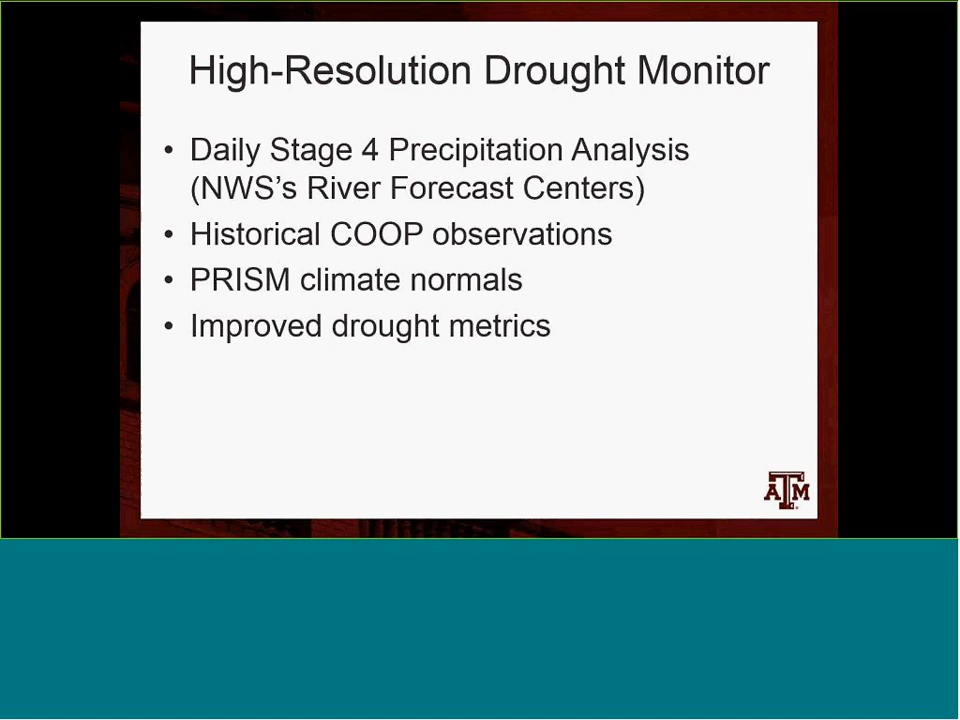 High-Resolution Drought Monitor
• Daily Stage 4 Precipitation Analysis
(NWS's River Forecast Centers)
• Historical COOP observations
• PRISM climate normals
• Improved drought metrics
ATM